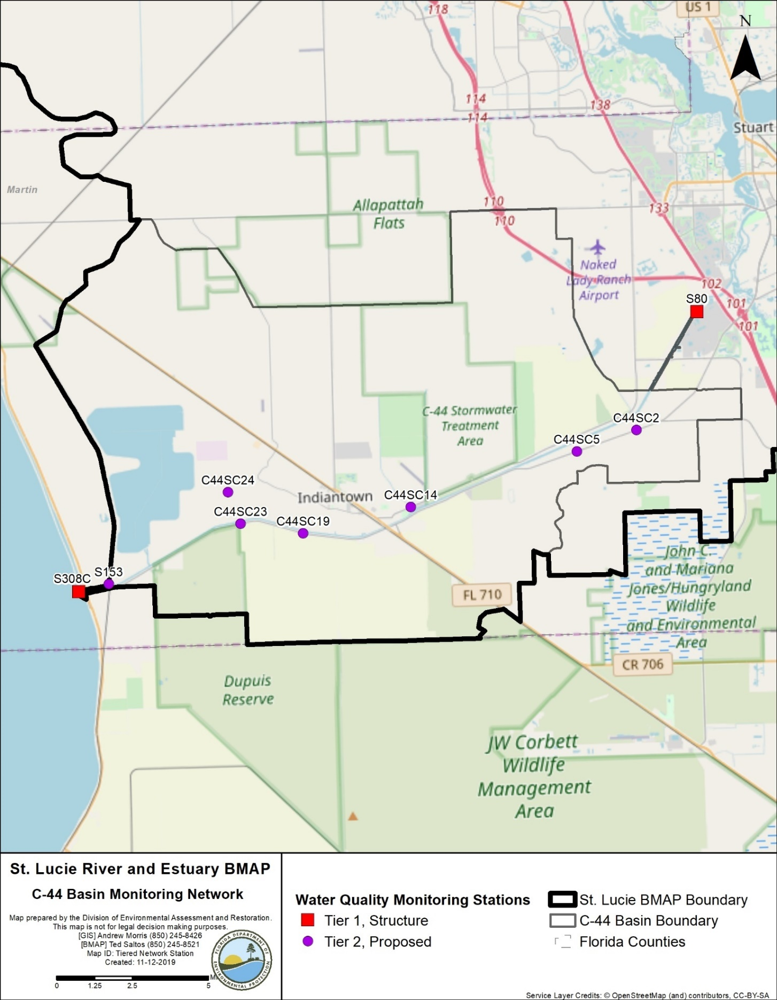 118
US 1
N
114
138
114
Stuart
Martin
110
Allapattah
Flats
133
110
Naked
Lady Ranch
Airport
102
S80
101
101
C-44 Stormwater
Treatment
Area
C44SC2
C44SC5
C44SC24
Indiantown
C44SC14
C44SC23
C44SC19
John C.
and Mariana
Jones/Hungryland
Wildlife
and Environmental
Area
S153
S308C
FL 710
CR 706
Dupuis
Reserve
JW Corbett
Wildlife
Management
Area
St. Lucie River and Estuary BMAP
C-44 Basin Monitoring Network
Map prepared by the Division of Environmental Assessment and Restoration.
This map is not for legal decision making purposes.
[GIS] Andrew Morris (850) 245-8426
[BMAP] Ted Saltos (850) 245-8521
Map ID: Tiered Network Station
Created: 11-12-2019
0 1.25 2.5 5
FLORIDA DEPARTMENT OF
ENVIRONMENTAL PROTECTION
Water Quality Monitoring Stations
Tier 1, Structure
Tier 2, Proposed
St. Lucie BMAP Boundary
C-44 Basin Boundary
Florida Counties
Service Layer Credits: © OpenStreetMap (and) contributors, CC-BY-SA